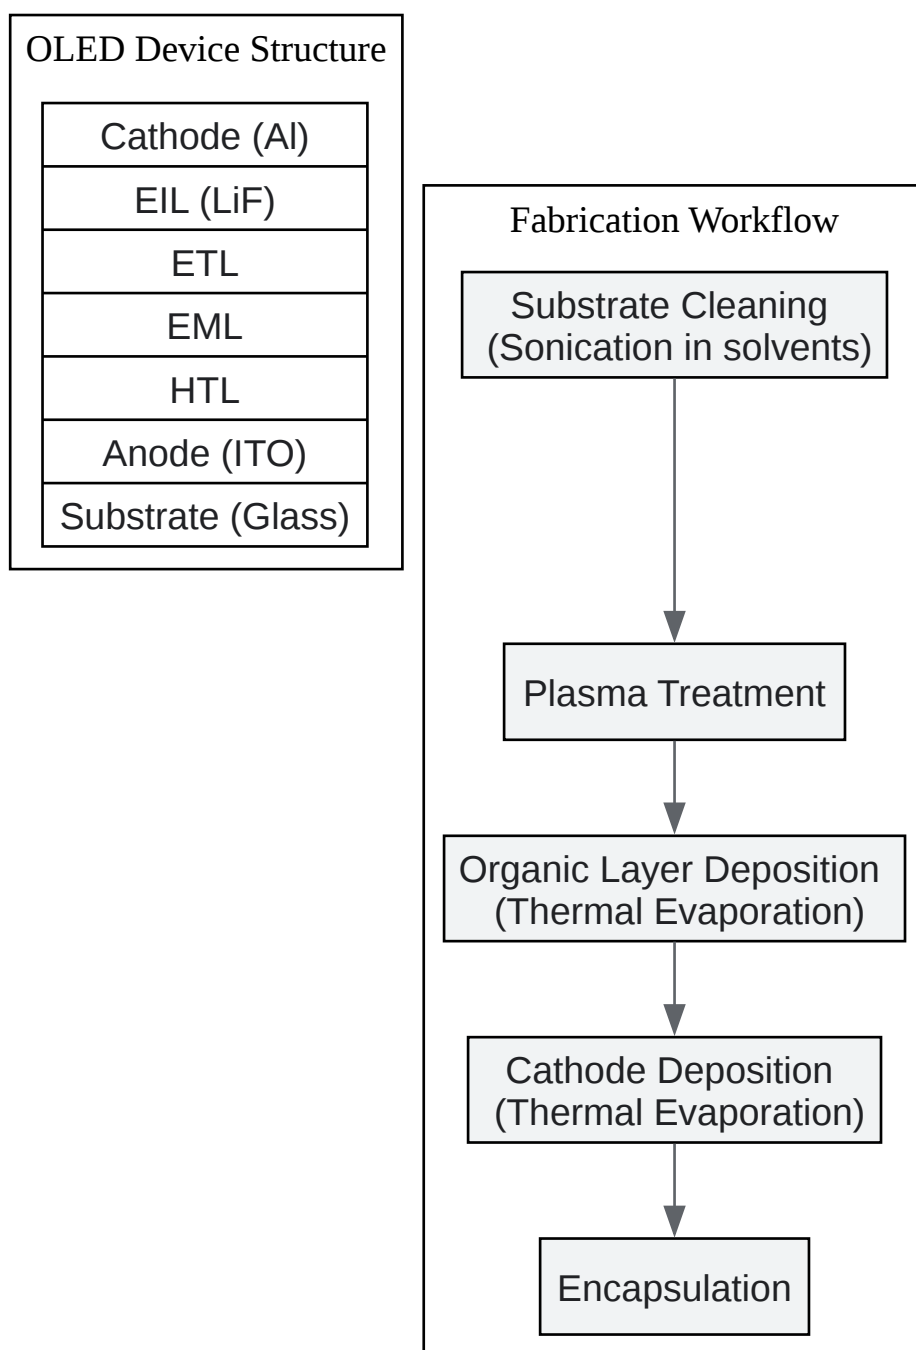 OLED Device Structure
Cathode (Al)
EIL (LiF)
ETL
EML
HTL
Anode (ITO)
Substrate (Glass)
Fabrication Workflow
Substrate Cleaning
(Sonication in solvents)
Plasma Treatment
Organic Layer Deposition
(Thermal Evaporation)
Cathode Deposition
(Thermal Evaporation)
Encapsulation